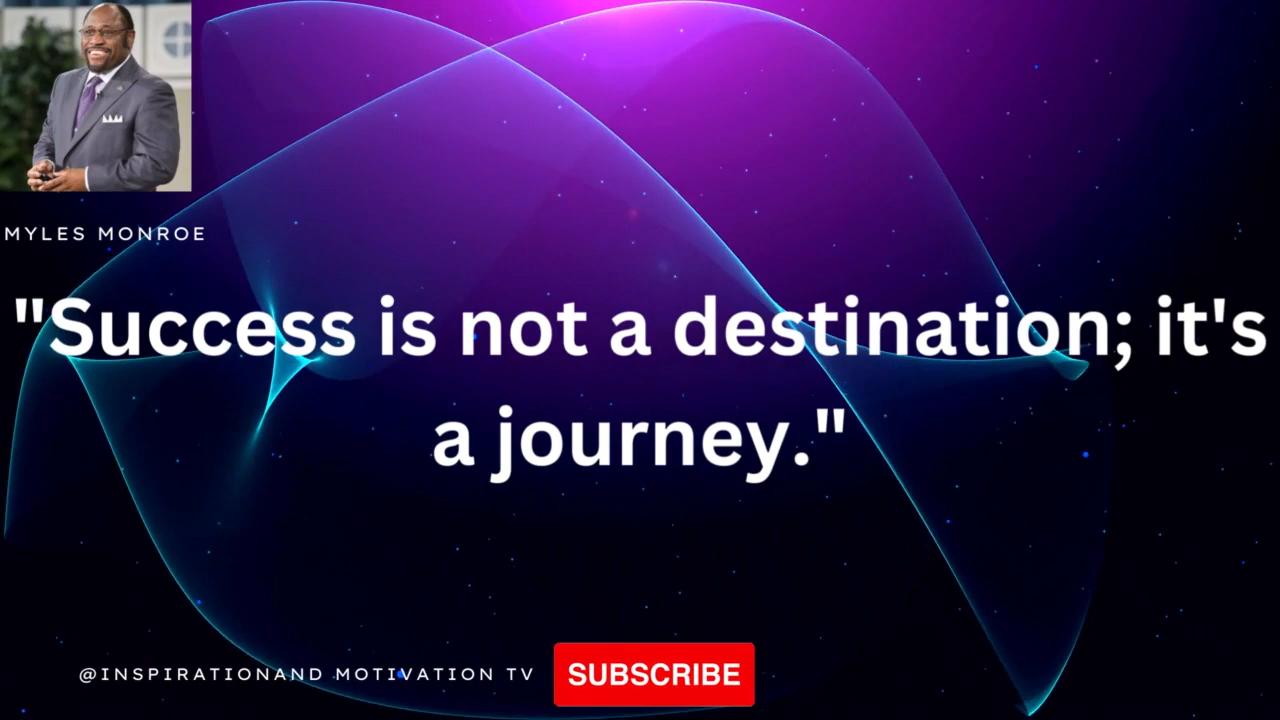 MYLES MONROE
"Success is not a destination; it's
a journey."
@INSPIRATIONAND MOTIVATION TV
SUBSCRIBE